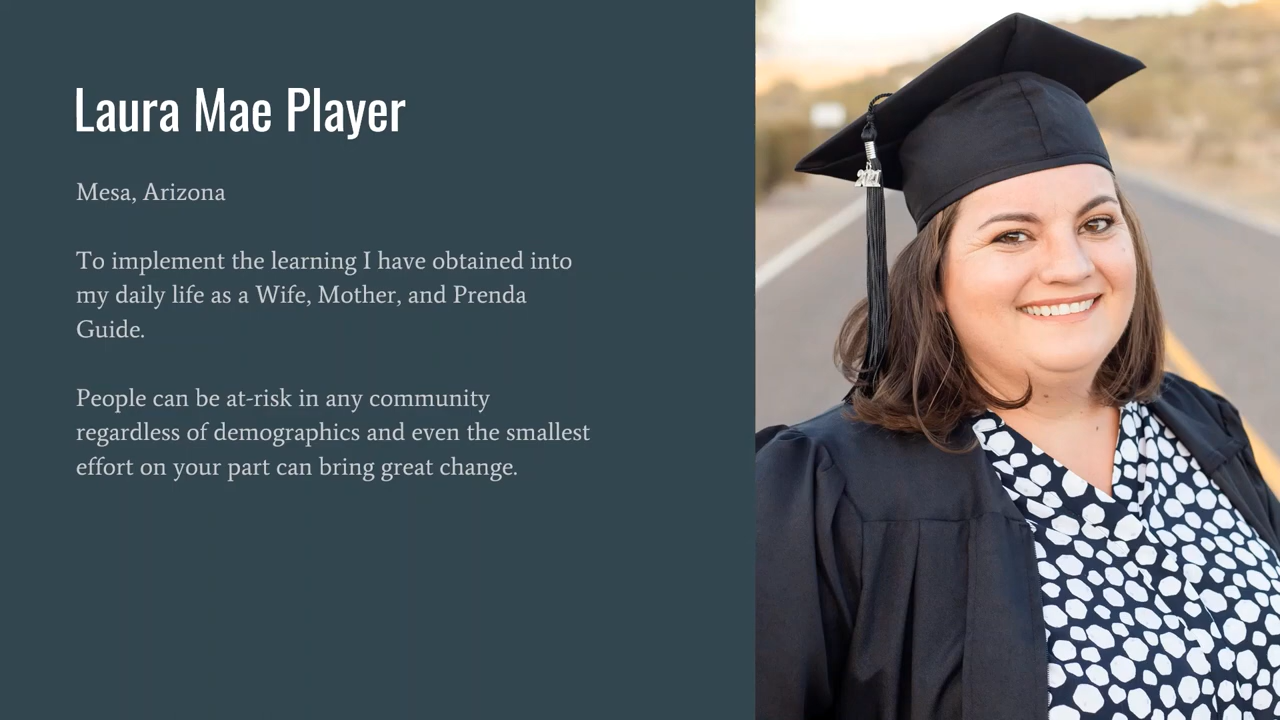 Laura Mae Player
Mesa, Arizona
To implement the learning I have obtained into
my daily life as a Wife, Mother, and Prenda
Guide.
People can be at-risk in any community
regardless of demographics and even the smallest
effort on your part can bring great change.
2021